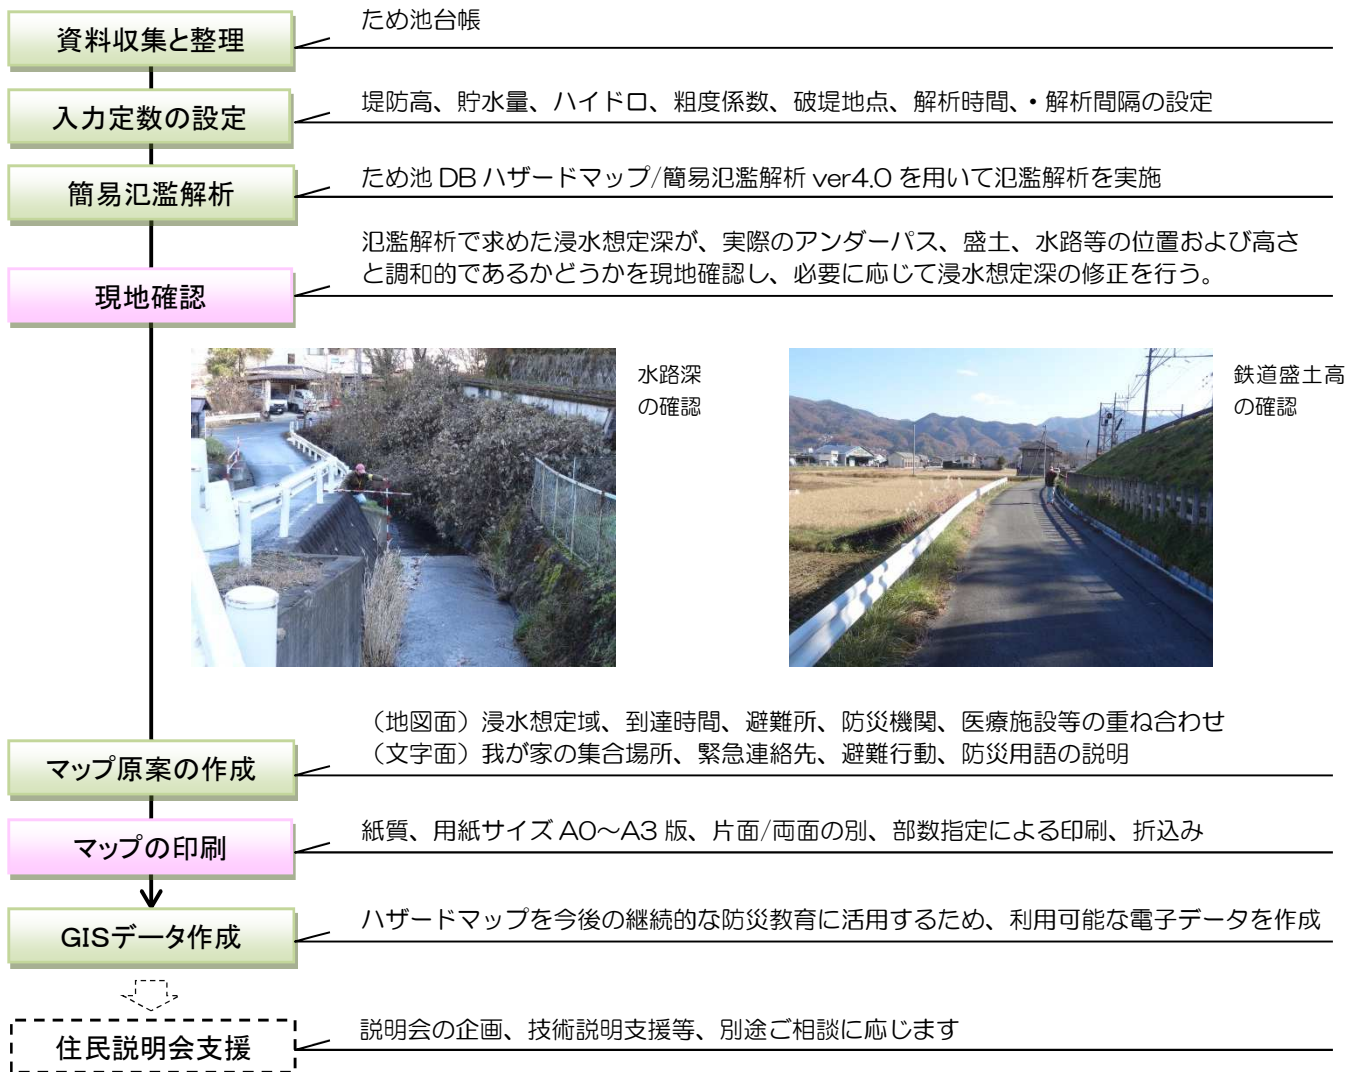 資料収集と整理
ため池台帳
入力定数の設定
堤防高、貯水量、ハイドロ、粗度係数、破堤地点、解析時間、・解析間隔の設定
簡易氾濫解析
ため池 DB ハザードマップ/簡易氾濫解析 ver4.0 を用いて氾濫解析を実施
現地確認
氾濫解析で求めた浸水想定深が、実際のアンダーパス、盛土、水路等の位置および高さ
と調和的であるかどうかを現地確認し、必要に応じて浸水想定深の修正を行う。
水路深
の確認
鉄道盛土高
の確認
マップ原案の作成
（地図面）浸水想定域、到達時間、避難所、防災機関、医療施設等の重ね合わせ
（文字面）我が家の集合場所、緊急連絡先、避難行動、防災用語の説明
マップの印刷
紙質、用紙サイズ A0～A3 版、片面/両面の別、部数指定による印刷、折込み
GISデータ作成
ハザードマップを今後の継続的な防災教育に活用するため、利用可能な電子データを作成
住民説明会支援
説明会の企画、技術説明支援等、別途ご相談に応じます